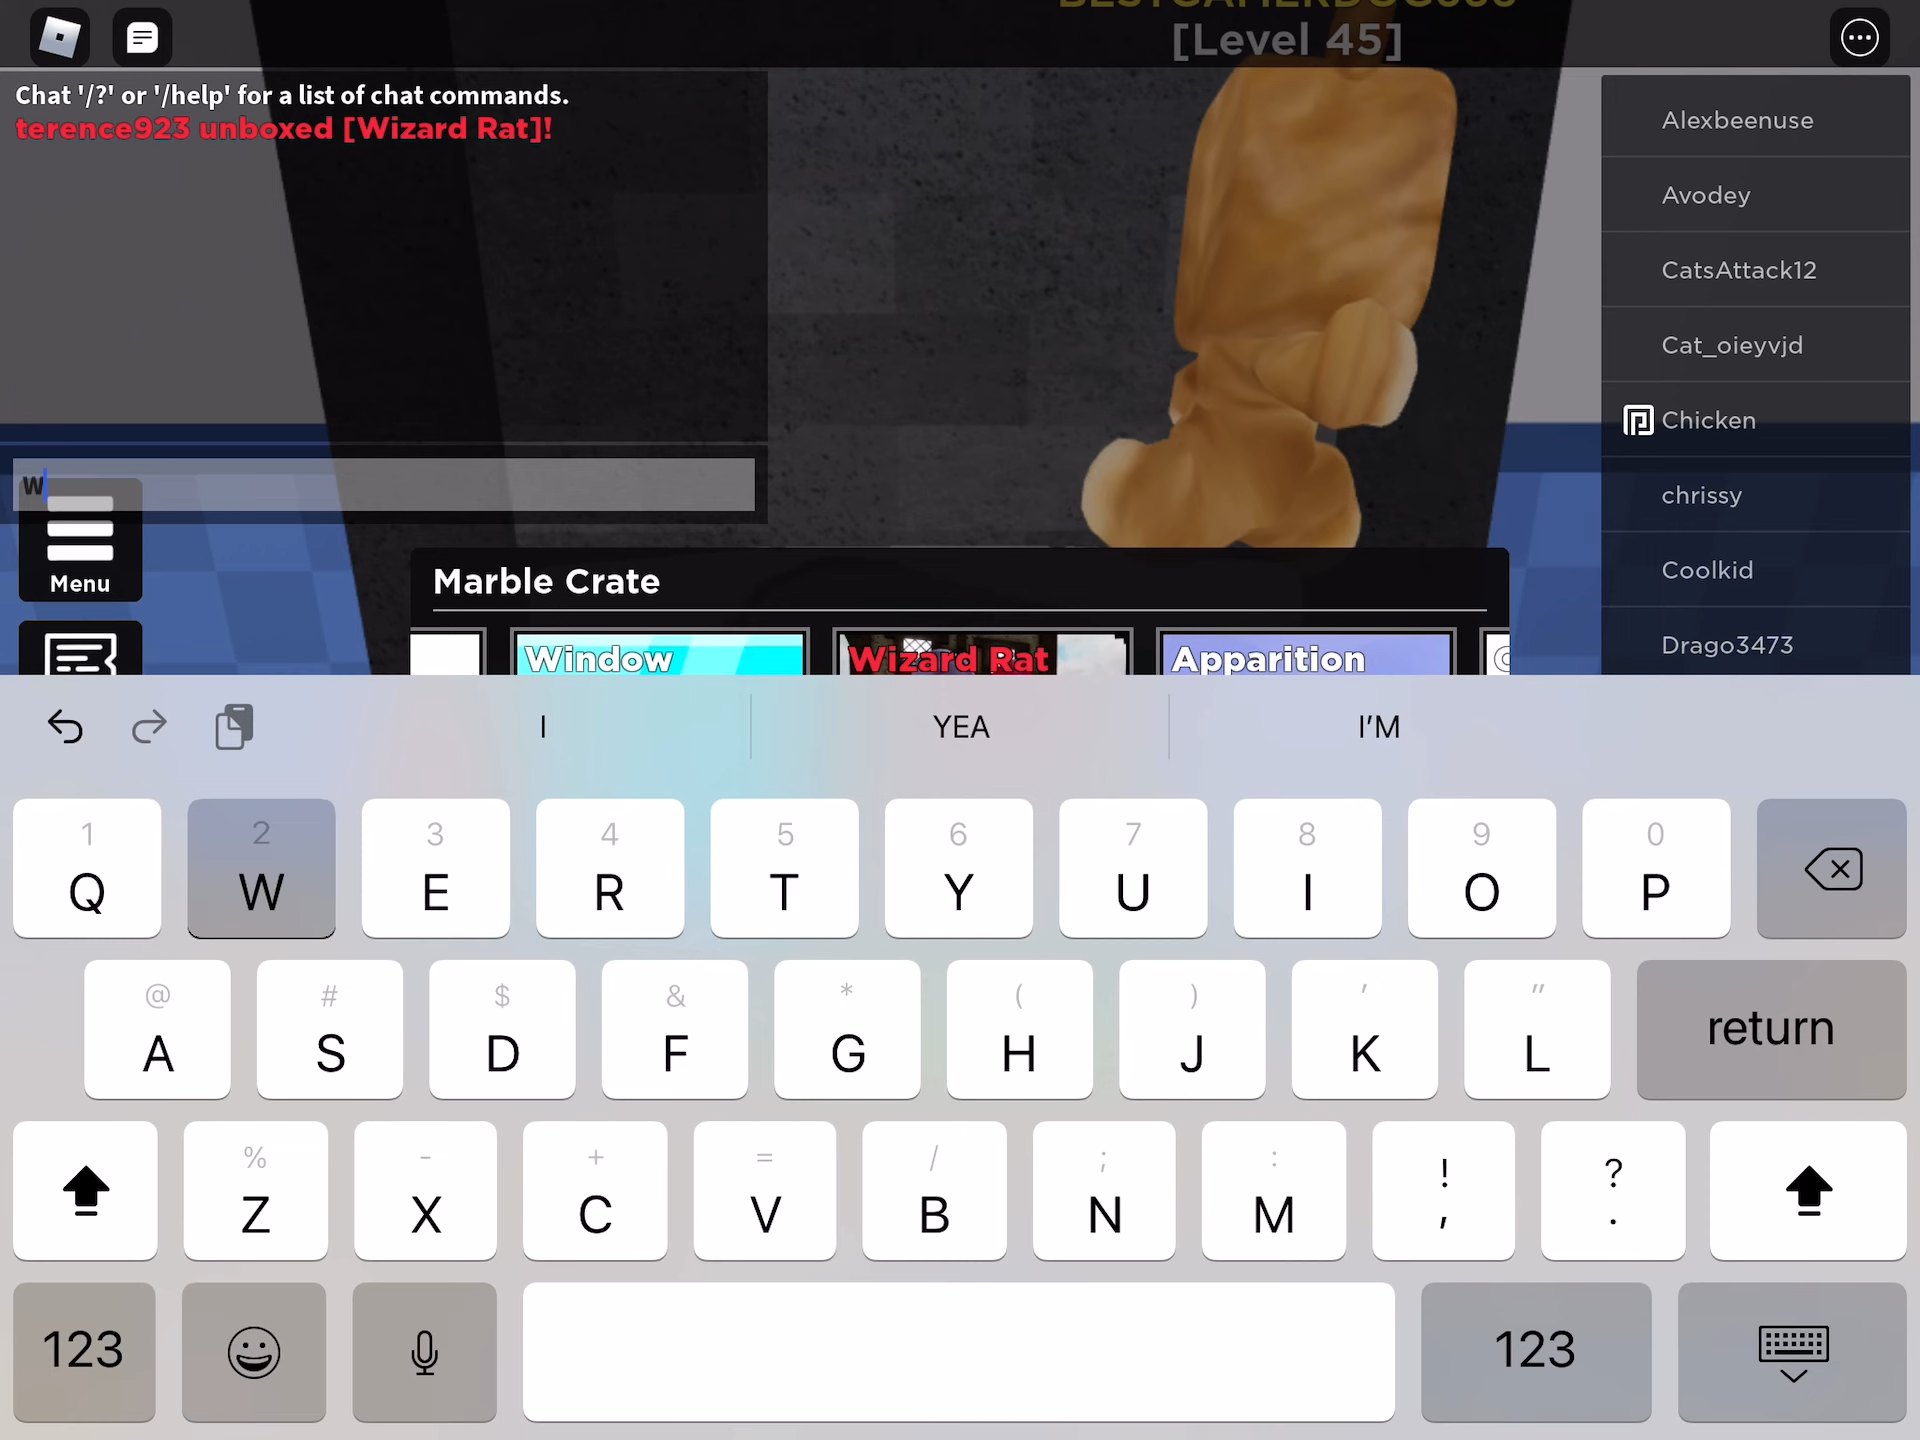 [Level 45]
Chat '/?' or '/help' for a list of chat commands.
terence923 unboxed [Wizard Rat]!
Alexbeenuse
Avodey
CatsAttack12
Cat_oieyvjd
Chicken
chrissy
Coolkid
Drago3473
W
Menu
Marble Crate
Window
Wizard Rat
Apparition
I
YEA
I'M
1 2 3 4 5 6 7 8 9 0
Q W E R T Y U I O P
@ # $ & * ( ) ' "
A S D F G H J K L return
% - + = / ; : ! ?
Z X C V B N M , .
123
123